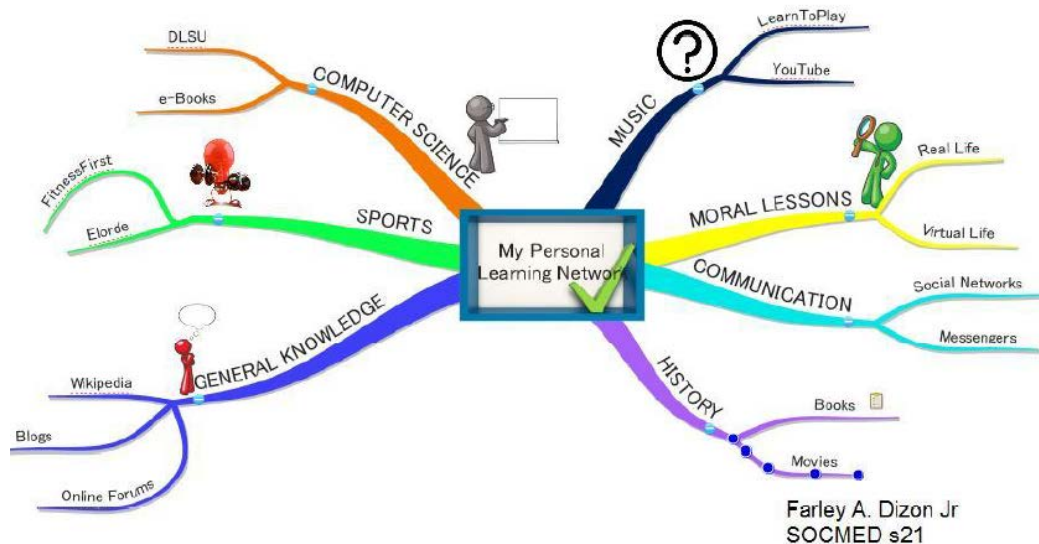 My Personal
Learning Network
COMPUTER SCIENCE
DLSU
e-Books
SPORTS
FitnessFirst
Elorde
GENERAL KNOWLEDGE
Wikipedia
Blogs
Online Forums
MUSIC
?
LearnToPlay
YouTube
MORAL LESSONS
Real Life
Virtual Life
COMMUNICATION
Social Networks
Messengers
HISTORY
Books
Movies
Farley A. Dizon Jr
SOCMED s21